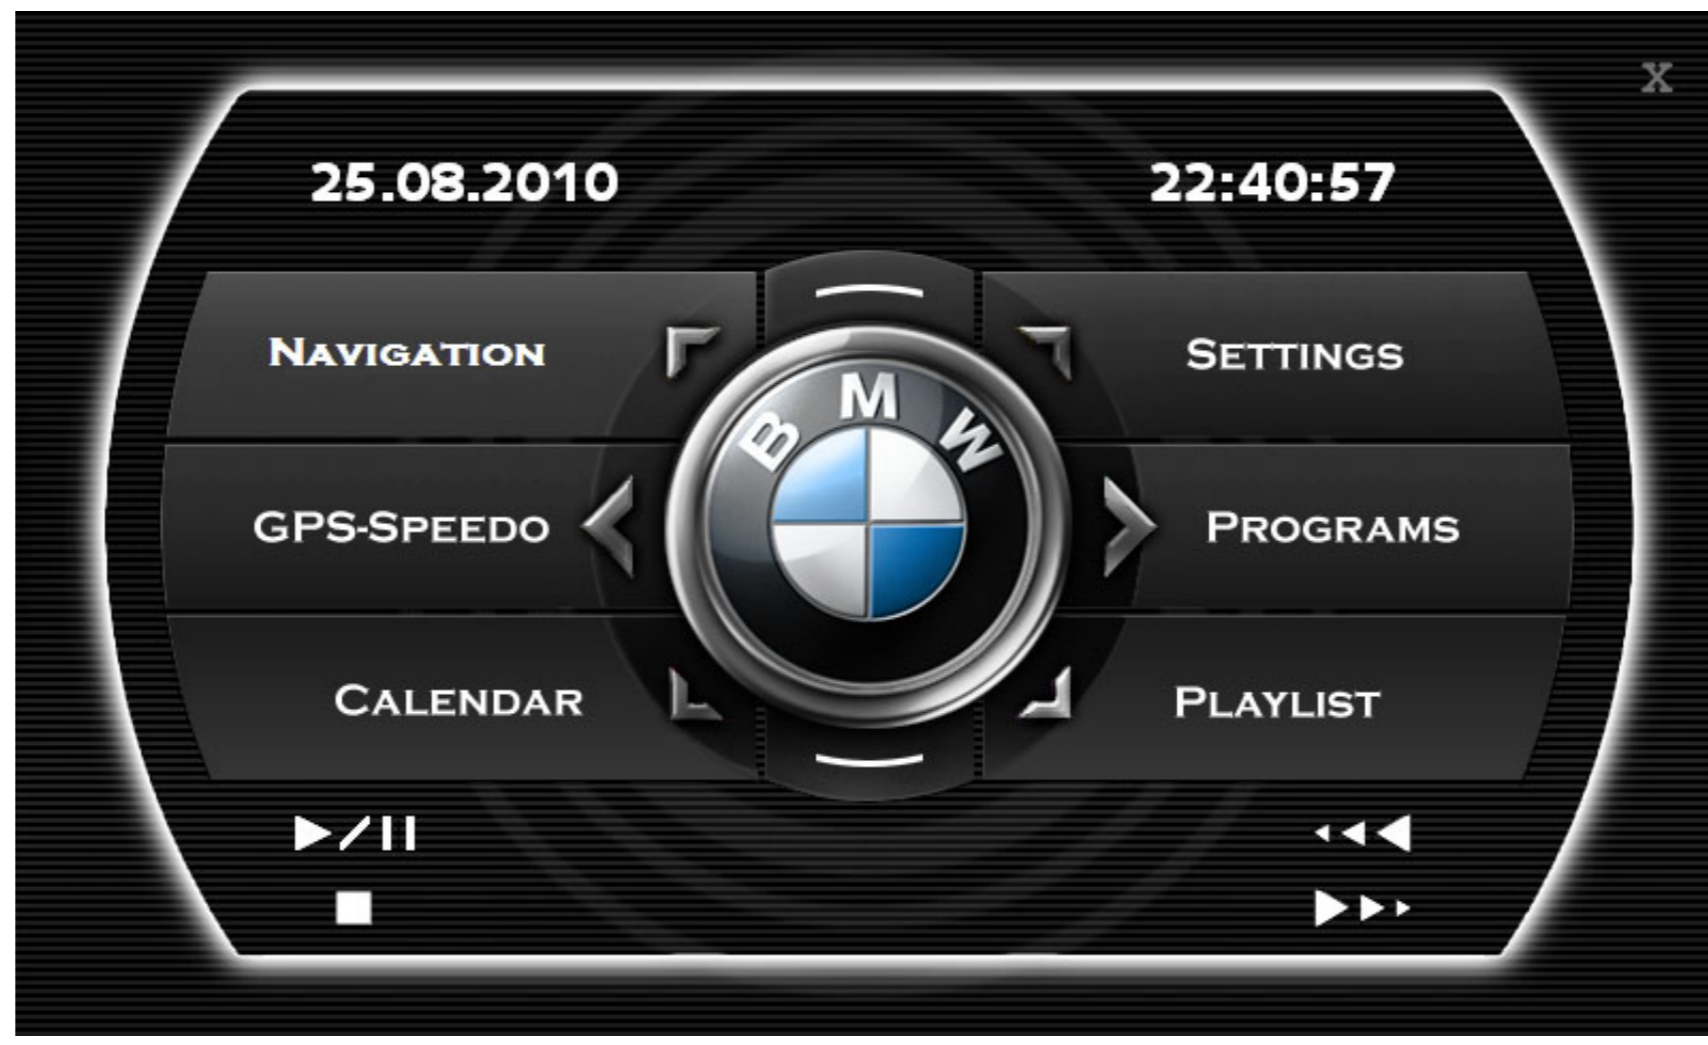 X
25.08.2010 22:40:57
NAVIGATION SETTINGS
BMW
GPS-SPEEDO PROGRAMS
CALENDAR PLAYLIST